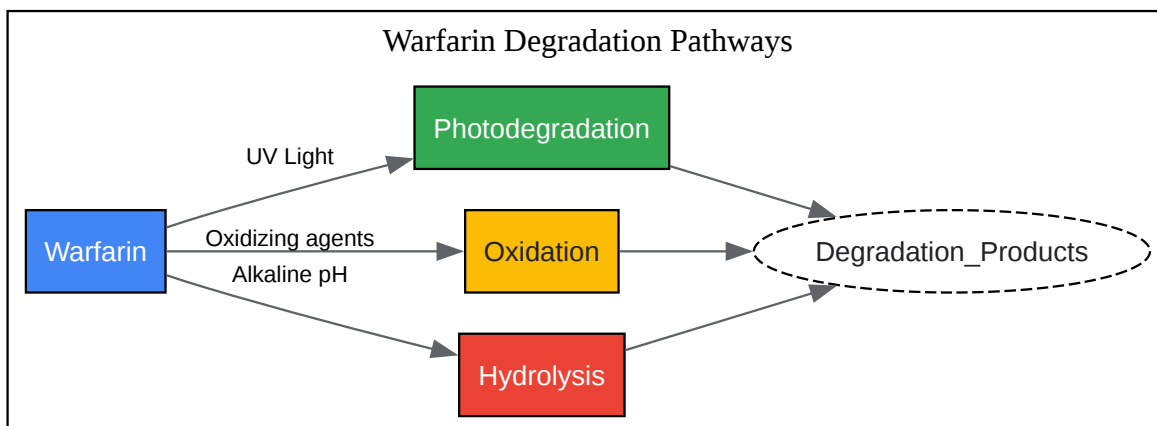 Warfarin Degradation Pathways
Photodegradation
UV Light
Warfarin
Oxidizing agents
Oxidation
Degradation_Products
Alkaline pH
Hydrolysis